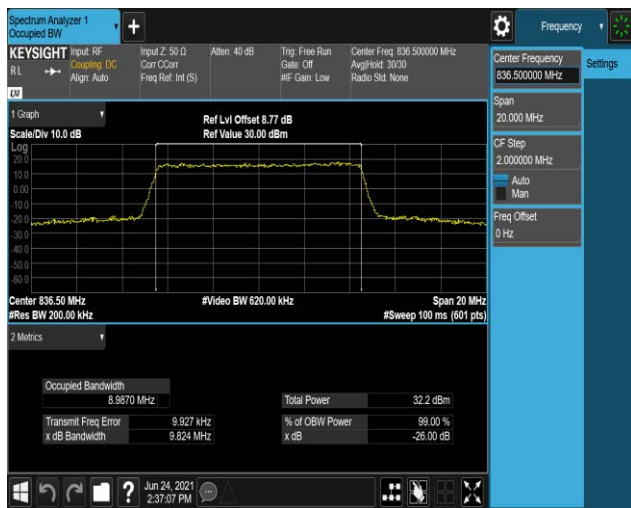 Spectrum Analyzer 1
Occupied BW
Frequency
KEYSIGHT
RL
LXI
Input: RF
Coupling: DC
Align: Auto
Input Z: 50 Ω
Corr CCorr
Freq Ref: Int (S)
Atten: 40 dB
Trig: Free Run
Gate: Off
#IF Gain: Low
Center Freq: 836.500000 MHz
Avg|Hold: 30/30
Radio Std: None
Center Frequency
836.500000 MHz
Settings
Span
20.000 MHz
CF Step
2.000000 MHz
Auto
Man
Freq Offset
0 Hz
1 Graph
Scale/Div 10.0 dB
Ref Lvl Offset 8.77 dB
Ref Value 30.00 dBm
Log
20.0
10.0
0.00
-10.0
-20.0
-30.0
-40.0
-50.0
-60.0
Center 836.50 MHz
#Video BW 620.00 kHz
Span 20 MHz
#Res BW 200.00 kHz
#Sweep 100 ms (601 pts)
2 Metrics
Occupied Bandwidth
8.9870 MHz
Total Power 32.2 dBm
Transmit Freq Error 9.927 kHz
% of OBW Power 99.00 %
x dB Bandwidth 9.824 MHz
x dB -26.00 dB
?
Jun 24, 2021
2:37:07 PM